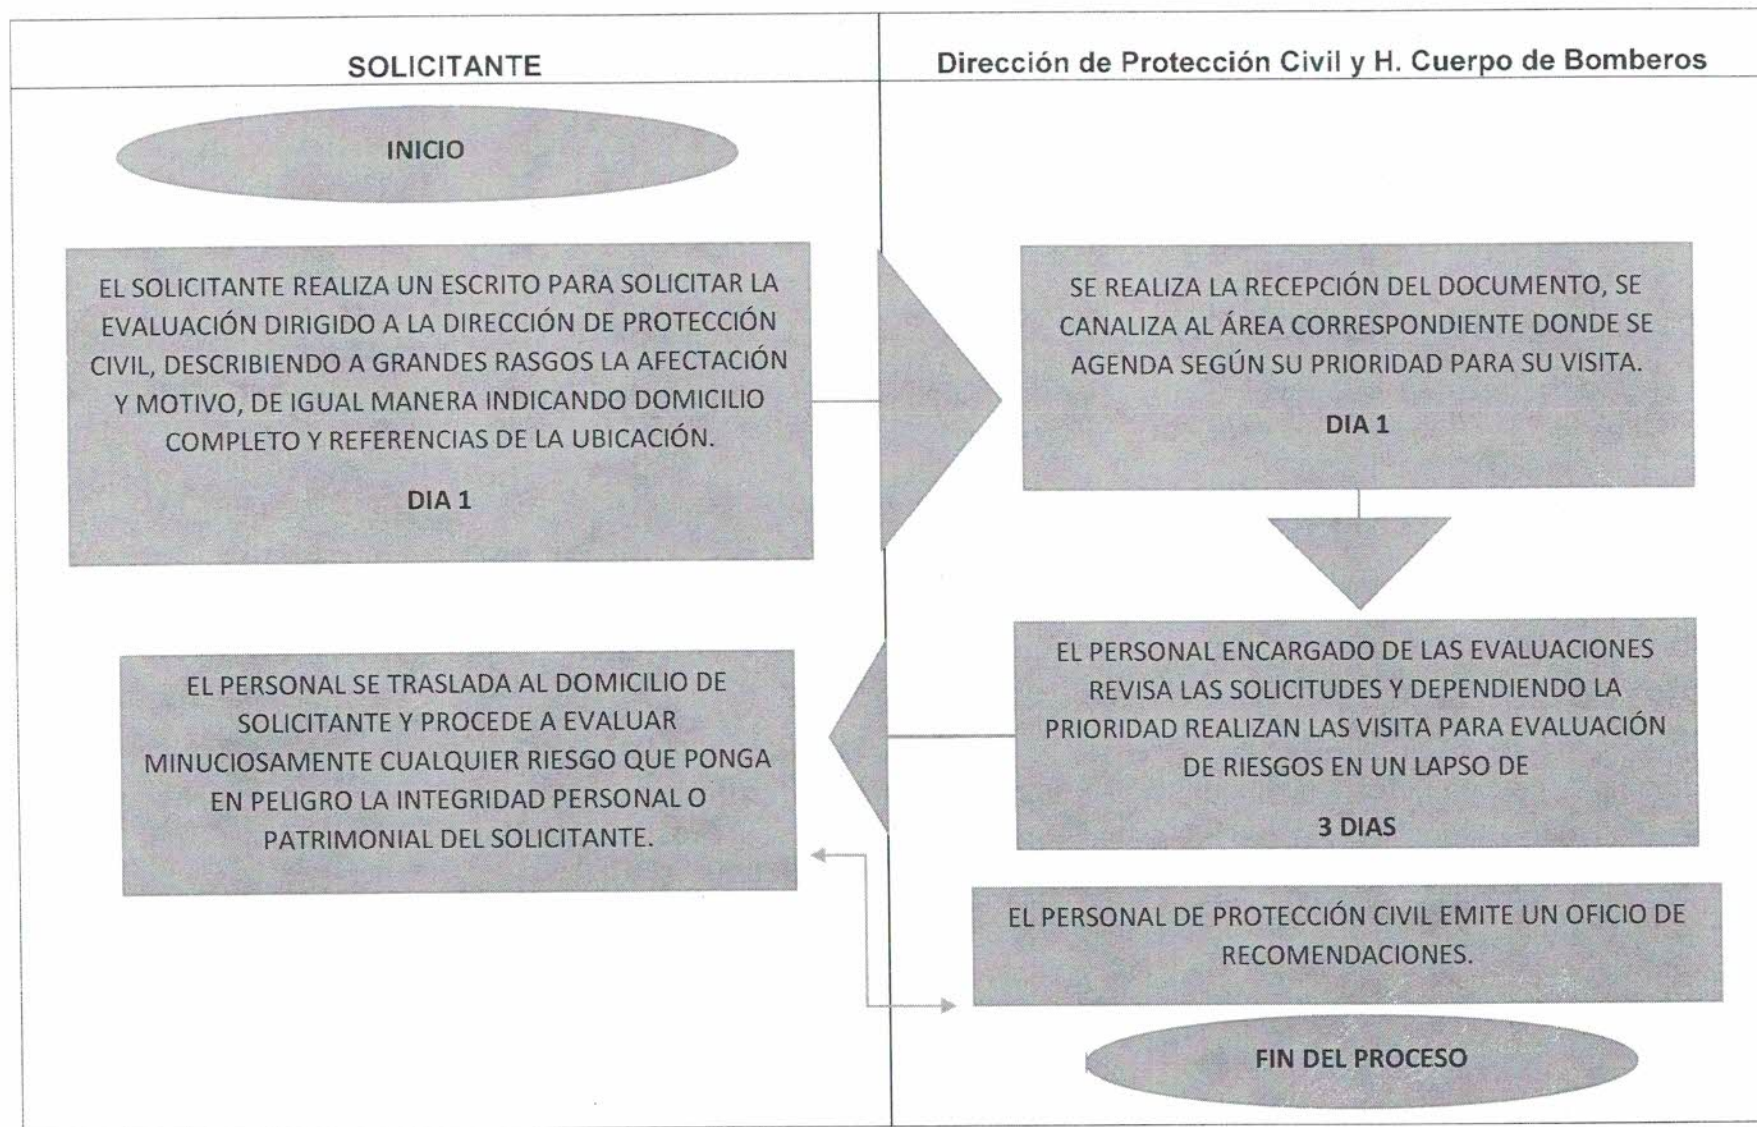 SOLICITANTE
Dirección de Protección Civil y H. Cuerpo de Bomberos
INICIO
EL SOLICITANTE REALIZA UN ESCRITO PARA SOLICITAR LA
EVALUACIÓN DIRIGIDO A LA DIRECCIÓN DE PROTECCIÓN
CIVIL, DESCRIBIENDO A GRANDES RASGOS LA AFECTACIÓN
Y MOTIVO, DE IGUAL MANERA INDICANDO DOMICILIO
COMPLETO Y REFERENCIAS DE LA UBICACIÓN.
DIA 1
SE REALIZA LA RECEPCIÓN DEL DOCUMENTO, SE
CANALIZA AL ÁREA CORRESPONDIENTE DONDE SE
AGENDA SEGÚN SU PRIORIDAD PARA SU VISITA.
DIA 1
EL PERSONAL ENCARGADO DE LAS EVALUACIONES
REVISA LAS SOLICITUDES Y DEPENDIENDO LA
PRIORIDAD REALIZAN LAS VISITA PARA EVALUACIÓN
DE RIESGOS EN UN LAPSO DE
3 DIAS
EL PERSONAL SE TRASLADA AL DOMICILIO DE
SOLICITANTE Y PROCEDE A EVALUAR
MINUCIOSAMENTE CUALQUIER RIESGO QUE PONGA
EN PELIGRO LA INTEGRIDAD PERSONAL O
PATRIMONIAL DEL SOLICITANTE.
EL PERSONAL DE PROTECCIÓN CIVIL EMITE UN OFICIO DE
RECOMENDACIONES.
FIN DEL PROCESO